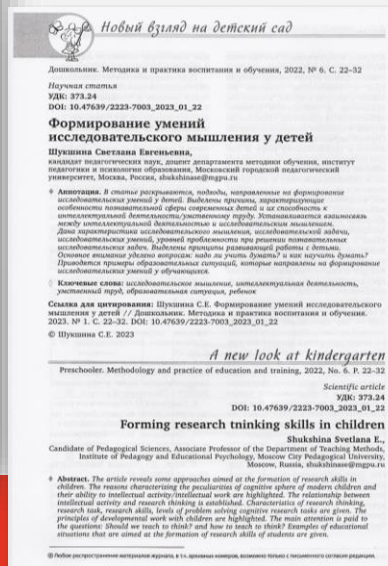 Новый взгляд на детский сад
Дошкольник. Методика и практика воспитания и обучения, 2022, № 6. С. 22–32
Научная статья
УДК: 373.24
DOI: 10.47639/2223-7003_2023_01_22
Формирование умений
исследовательского мышления у детей
Шукшина Светлана Евгеньевна,
кандидат педагогических наук, доцент департамента методики обучения, институт
педагогики и психологии образования, Московский городской педагогический
университет, Москва, Россия, shukshinase@mgpu.ru
Аннотация. В статье раскрываются, подходы, направленные на формирование
исследовательских умений у детей. Выделены причины, характеризующие
особенности познавательной сферы современных детей и их способность к
интеллектуальной деятельности/умственному труду. Устанавливается взаимосвязь
между интеллектуальной деятельностью и исследовательским мышлением.
Дана характеристика исследовательского мышления, исследовательской задачи,
исследовательских умений, уровней проблемности при решении познавательных
исследовательских задач. Выделены принципы развивающей работы с детьми.
Основное внимание уделено вопросам: надо ли учить думать? и как научить думать?
Приводятся примеры образовательных ситуаций, которые направлены на формирование
исследовательских умений у обучающихся.
Ключевые слова: исследовательское мышление, интеллектуальная деятельность,
умственный труд, образовательная ситуация, ребенок
Ссылка для цитирования: Шукшина С.Е. Формирование умений исследовательского
мышления у детей // Дошкольник. Методика и практика воспитания и обучения.
2023. № 1. С. 22–32. DOI: 10.47639/2223-7003_2023_01_22
© Шукшина С.Е. 2023
A new look at kindergarten
Preschooler. Methodology and practice of education and training, 2022, No. 6. P. 22–32
Scientific article
УДК: 373.24
DOI: 10.47639/2223-7003_2023_01_22
Forming research tninking skills in children
Shukshina Svetlana E.,
Candidate of Pedagogical Sciences, Associate Professor of the Department of Teaching Methods,
Institute of Pedagogy and Educational Psychology, Moscow City Pedagogical University,
Moscow, Russia, shukshinase@mgpu.ru
Abstract. The article reveals some approaches aimed at the formation of research skills in
children. The reasons characterizing the peculiarities of cognitive sphere of modern children and
their ability to intellectual activity/intellectual work are highlighted. The relationship between
intellectual activity and research thinking is established. Characteristics of research thinking,
research task, research skills, levels of problem solving cognitive research tasks are given. The
principles of developmental work with children are highlighted. The main attention is paid to
the questions: Should we teach to think? and how to teach to think? Examples of educational
situations that are aimed at the formation of research skills of students are given.
® Любое распространение материалов журнала, в т.ч. архивных номеров, возможно только с письменного согласия редакции.